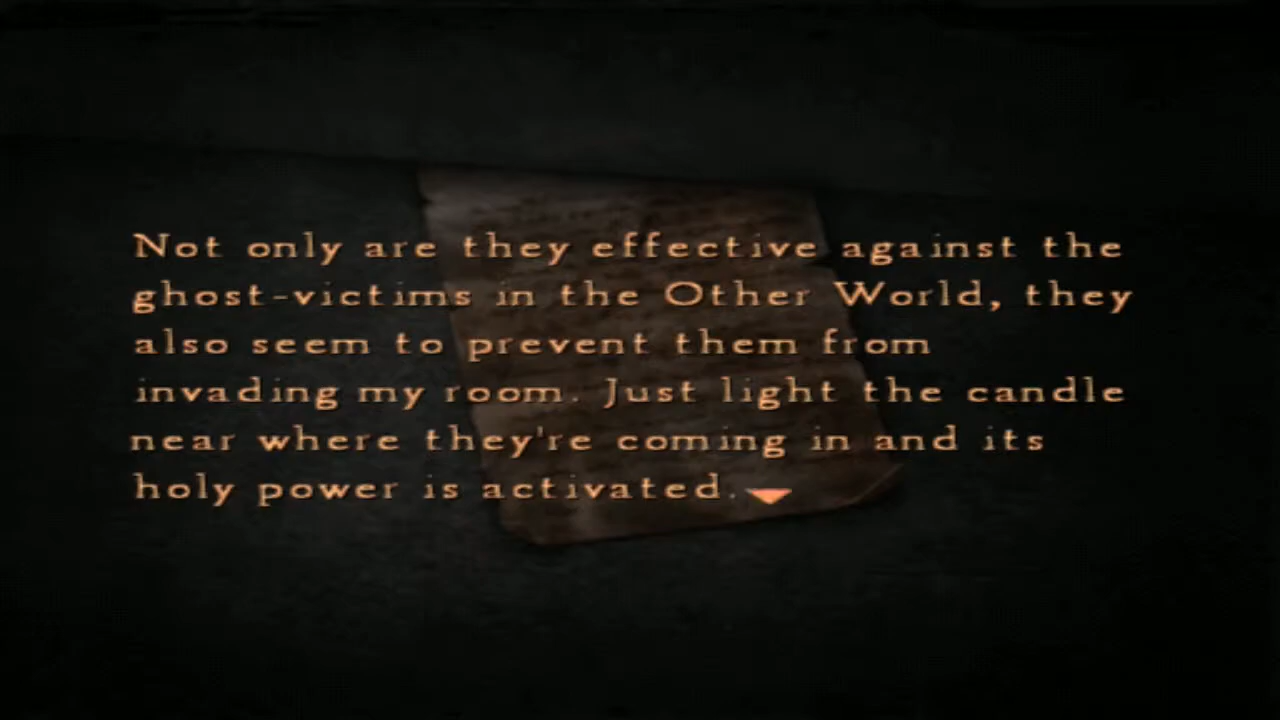 Not only are they effective against the
ghost-victims in the Other World, they
also seem to prevent them from
invading my room. Just light the candle
near where they're coming in and its
holy power is activated.